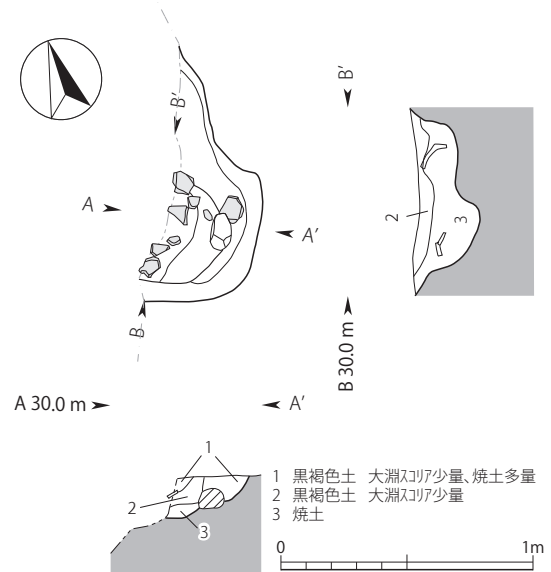 B'
B'
A
A'
2
3
B
B 30.0 m
A 30.0 m
A'
1
2
3
1 黒褐色土 大淵スコリア少量、焼土多量
2 黒褐色土 大淵スコリア少量
3 焼土
0 1m